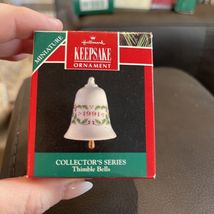 MINIATURE
Hallmark
KEEPSAKE
ORNAMENT
1991
COLLECTOR'S SERIES
Thimble Bells